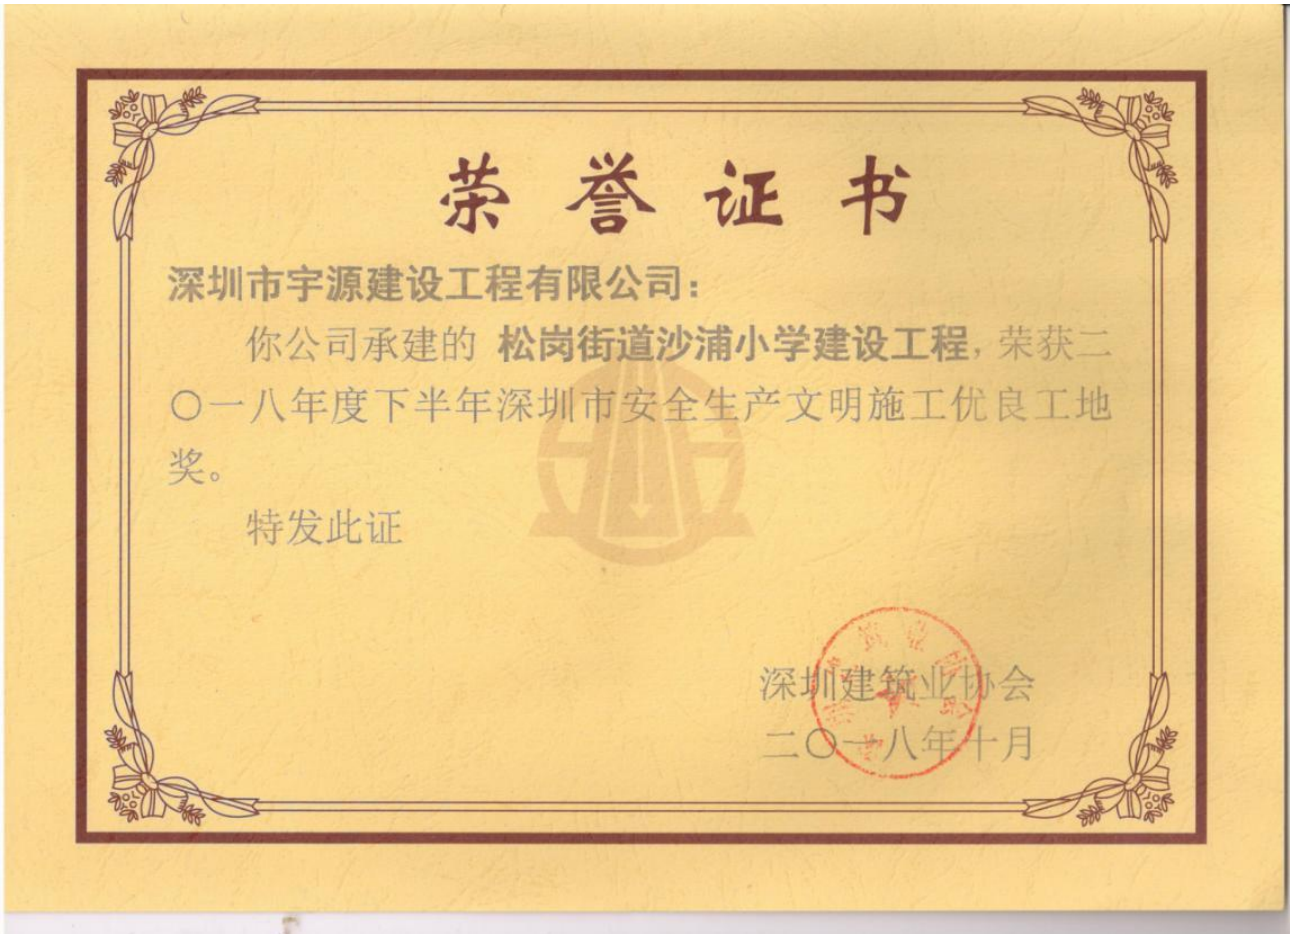 荣誉证书
深圳市宇源建设工程有限公司：
你公司承建的 松岗街道沙浦小学建设工程，荣获二
〇一八年度下半年深圳市安全生产文明施工优良工地
奖。
特发此证
深圳建筑业协会
二〇一八年十月